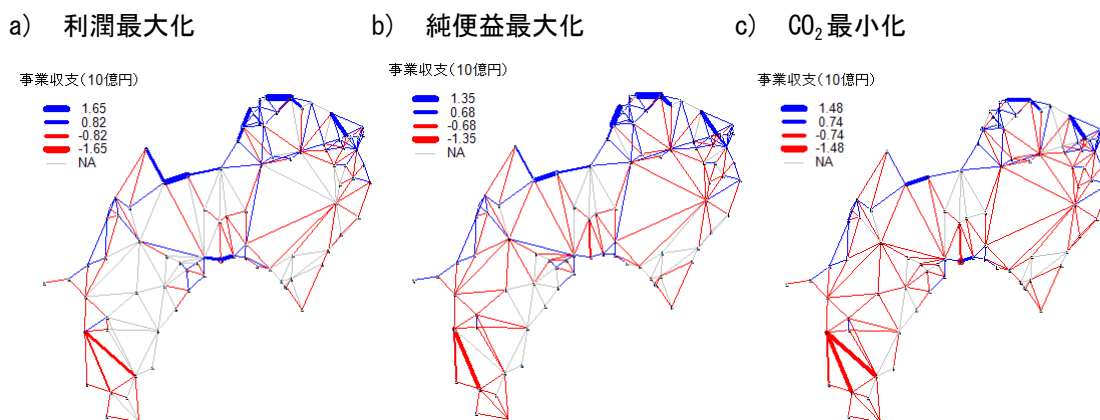 a) 利潤最大化
事業収支(10億円)
1.65
0.82
-0.82
-1.65
NA
b) 純便益最大化
事業収支(10億円)
1.35
0.68
-0.68
-1.35
NA
c) CO₂最小化
事業収支(10億円)
1.48
0.74
-0.74
-1.48
NA